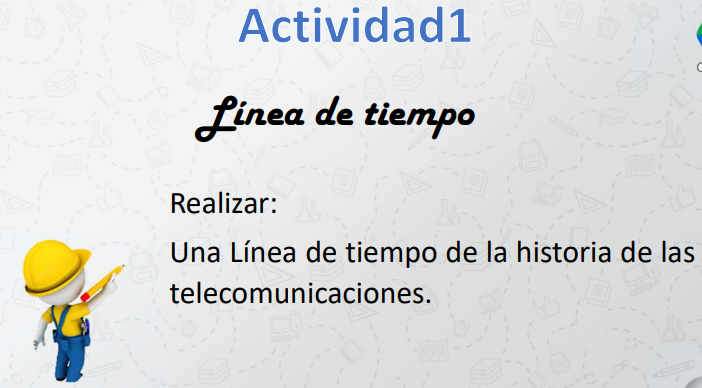 Actividad1
Línea de tiempo
Realizar:
Una Línea de tiempo de la historia de las
telecomunicaciones.